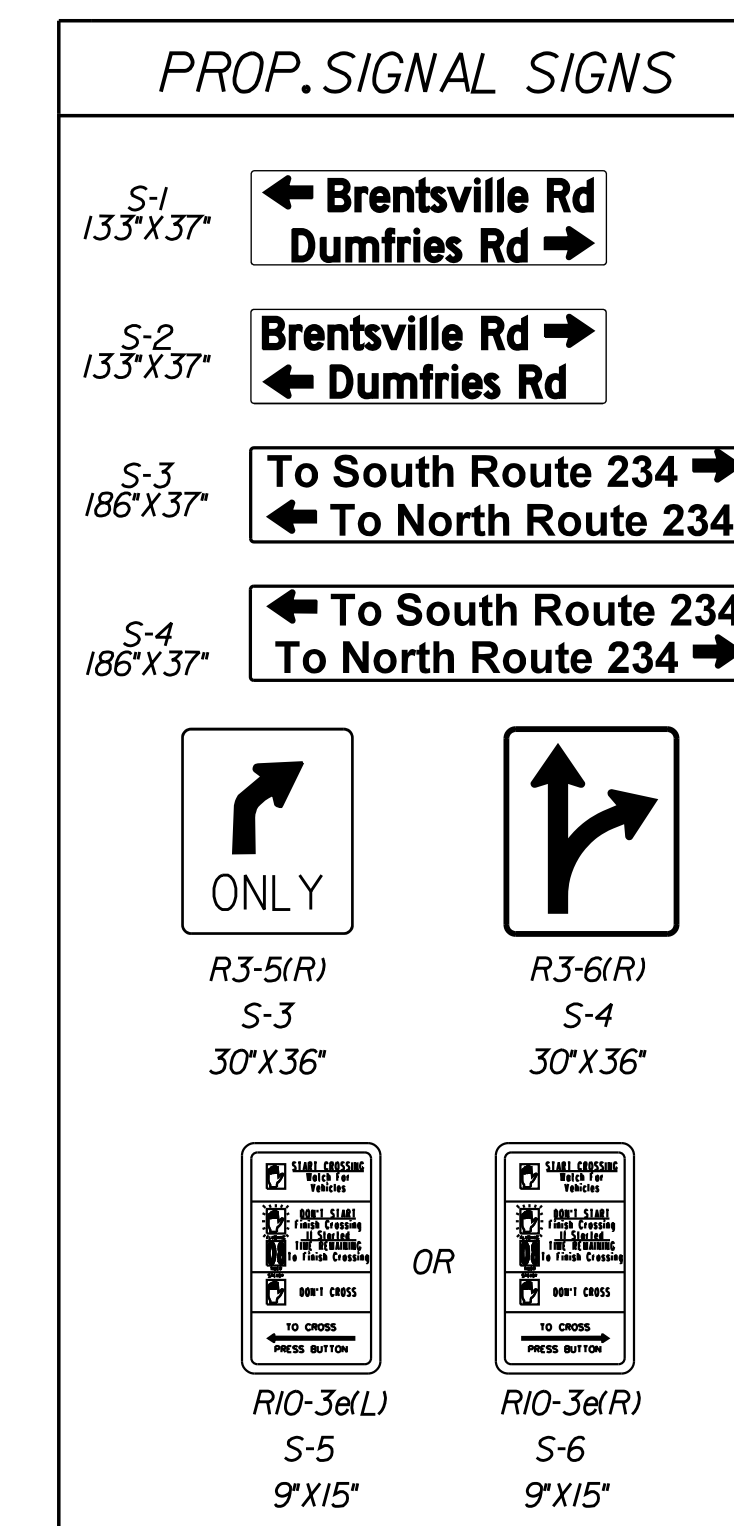 PROP. SIGNAL SIGNS
S-1
133"X37"
← Brentsville Rd
Dumfries Rd →
S-2
133"X37"
Brentsville Rd →
← Dumfries Rd
S-3
186"X37"
To South Route 234 →
← To North Route 234
S-4
186"X37"
← To South Route 234
To North Route 234 →
ONLY
R3-5(R)
S-3
30"X36"
R3-6(R)
S-4
30"X36"
START CROSSING
Watch For
Vehicles
DON'T START
Finish Crossing
If Started
TIME REMAINING
To Finish Crossing
DON'T CROSS
TO CROSS
PRESS BUTTON
R10-3e(L)
S-5
9"X15"
OR
START CROSSING
Watch For
Vehicles
DON'T START
Finish Crossing
If Started
TIME REMAINING
To Finish Crossing
DON'T CROSS
TO CROSS
PRESS BUTTON
R10-3e(R)
S-6
9"X15"